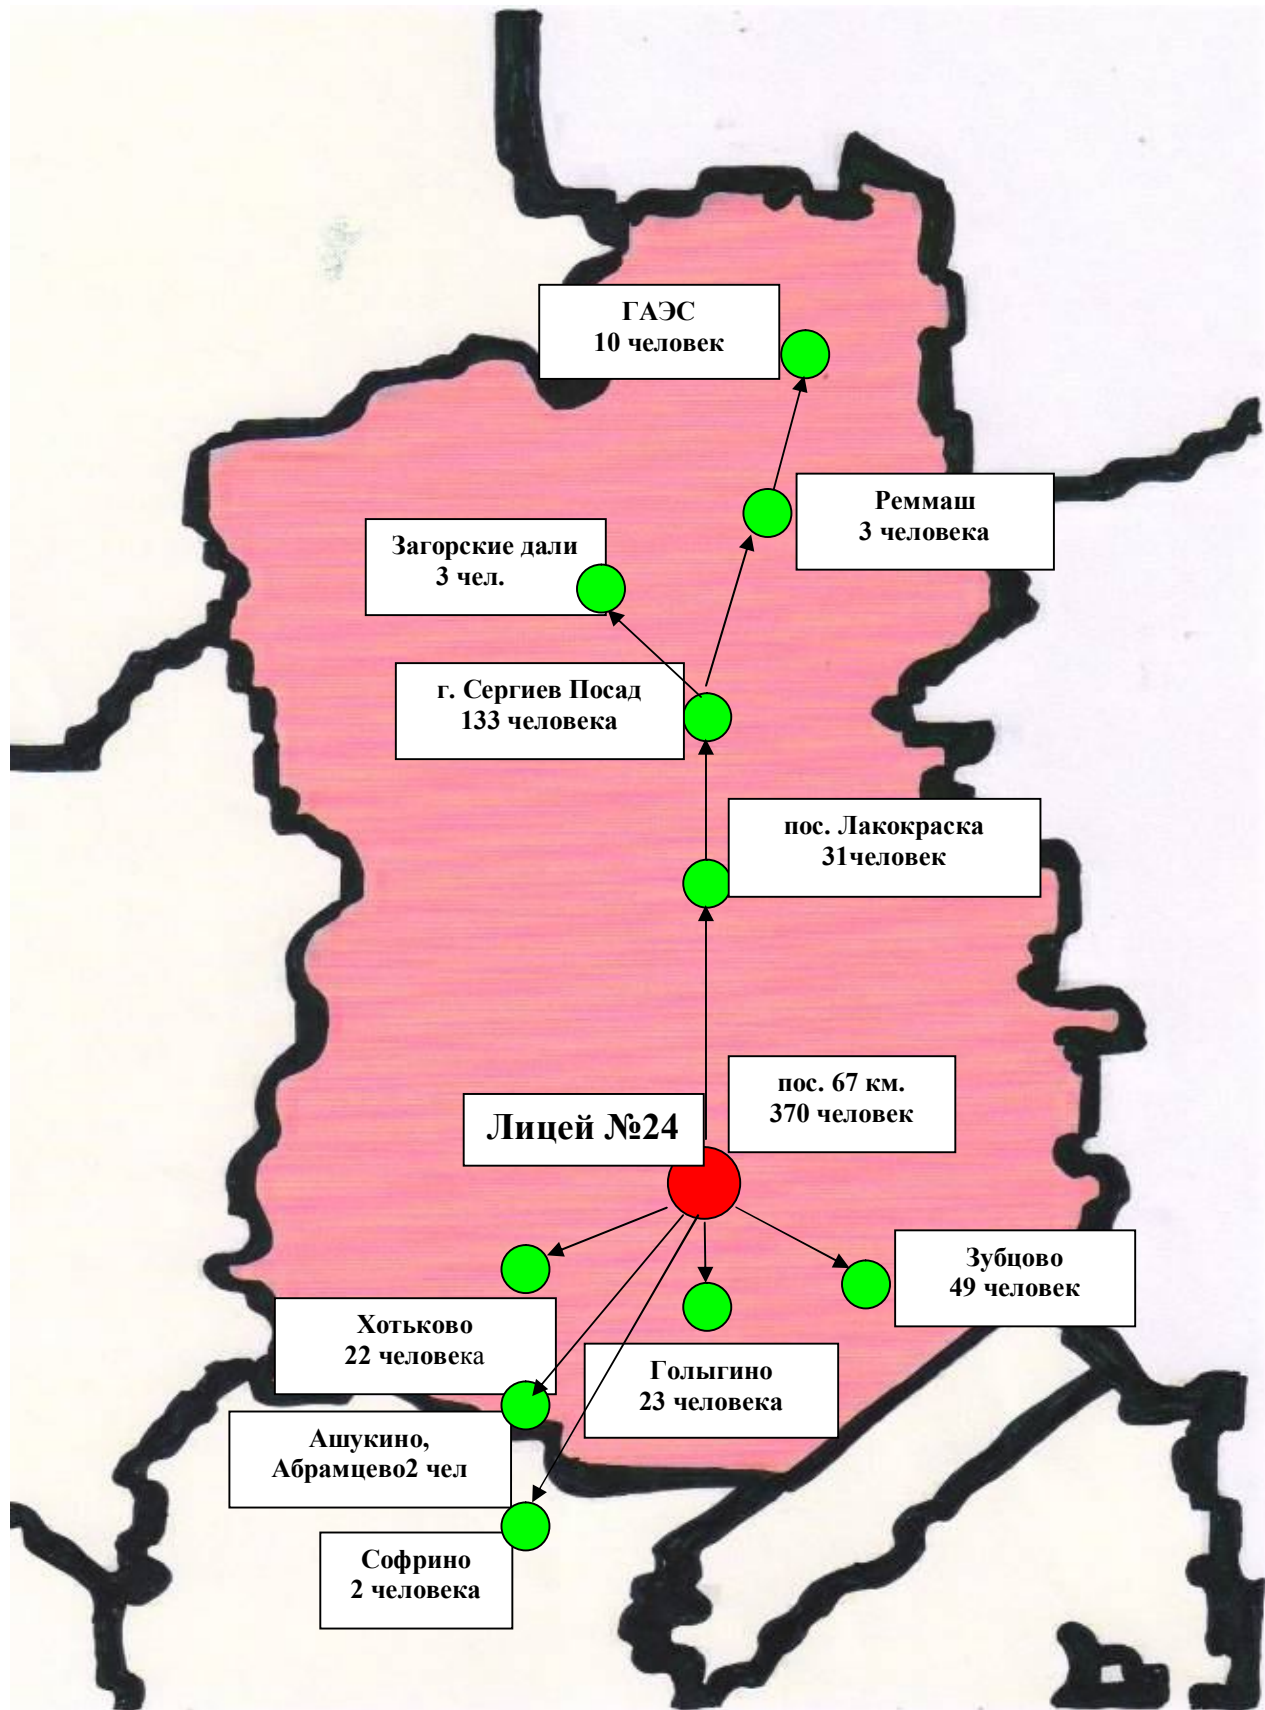 ГАЭС
10 человек
Реммаш
3 человека
Загорские дали
3 чел.
г. Сергиев Посад
133 человека
пос. Лакокраска
31человек
пос. 67 км.
370 человек
Лицей №24
Зубцово
49 человек
Хотьково
22 человека
Голыгино
23 человека
Ашукино,
Абрамцево2 чел
Софрино
2 человека